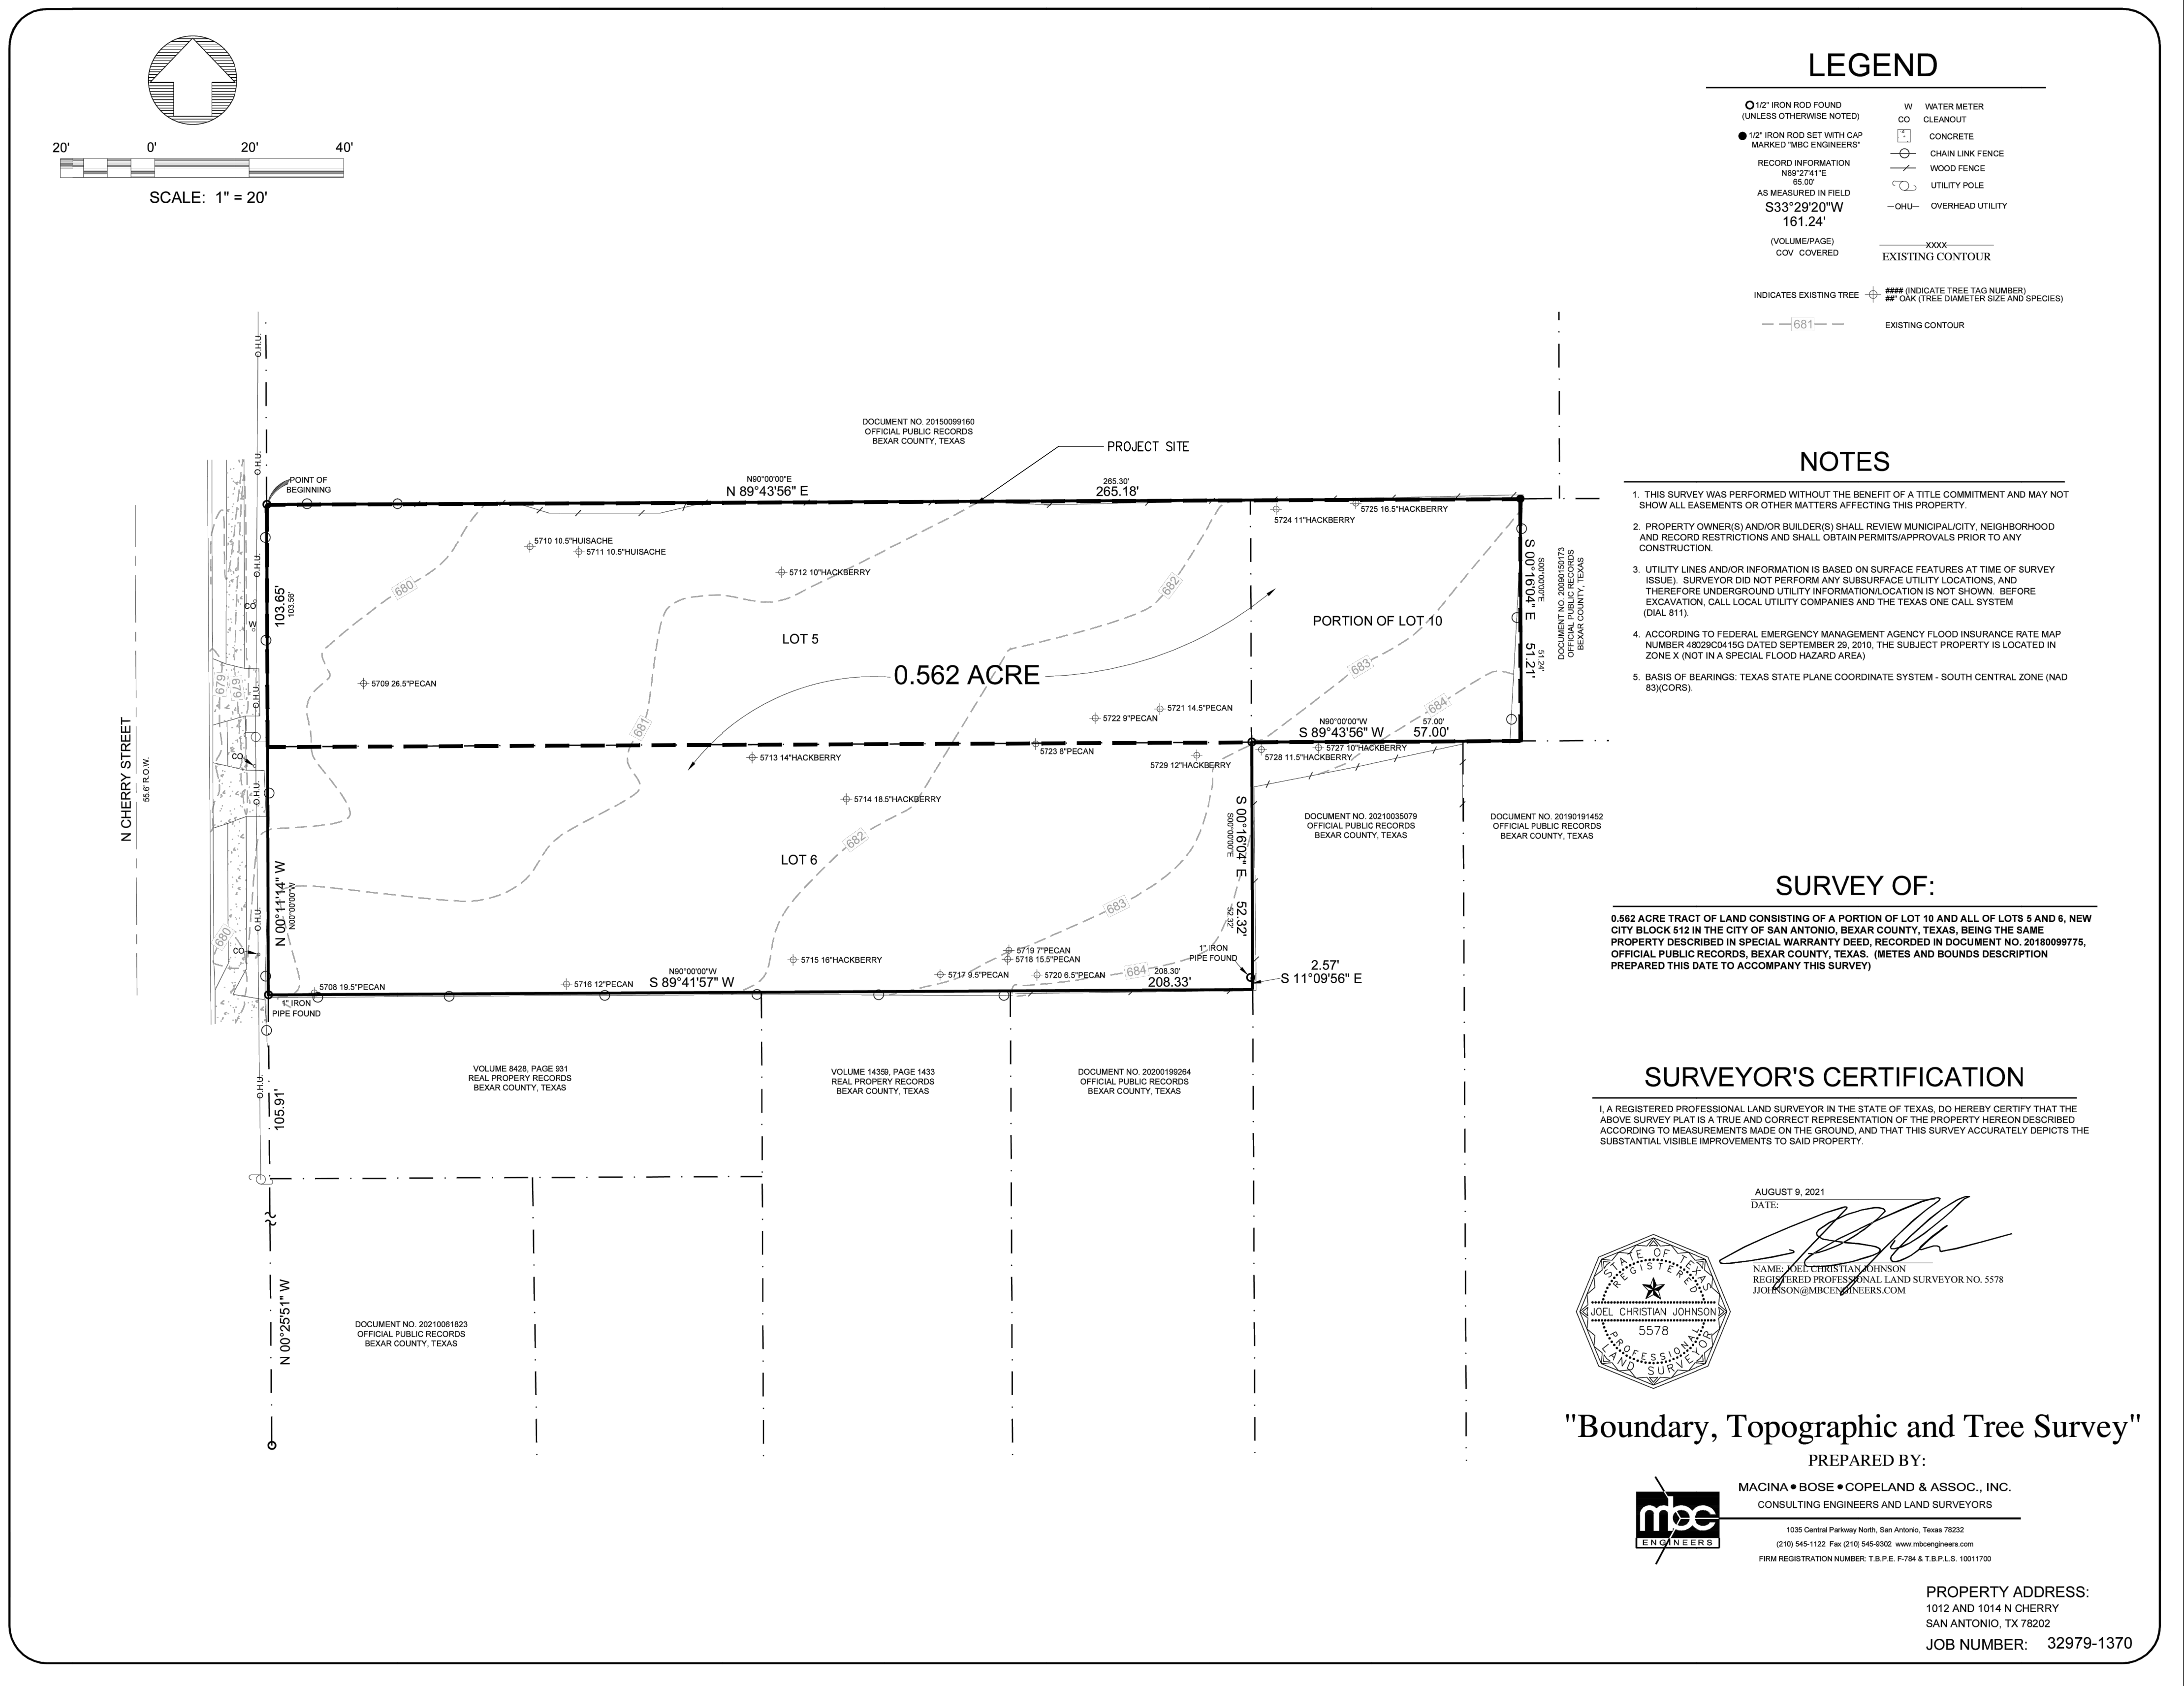 20'
0'
20'
40'
SCALE: 1" = 20'
LEGEND
1/2" IRON ROD FOUND
(UNLESS OTHERWISE NOTED)
1/2" IRON ROD SET WITH CAP
MARKED "MBC ENGINEERS"
RECORD INFORMATION
N89°27'41"E
65.00'
AS MEASURED IN FIELD
S33°29'20"W
161.24'
(VOLUME/PAGE)
COV COVERED
W WATER METER
CO CLEANOUT
CONCRETE
CHAIN LINK FENCE
WOOD FENCE
UTILITY POLE
OHU OVERHEAD UTILITY
XXXX
EXISTING CONTOUR
INDICATES EXISTING TREE
#### (INDICATE TREE TAG NUMBER)
##" OAK (TREE DIAMETER SIZE AND SPECIES)
681
EXISTING CONTOUR
O.H.U.
O.H.U.
DOCUMENT NO. 20150099160
OFFICIAL PUBLIC RECORDS
BEXAR COUNTY, TEXAS
PROJECT SITE
POINT OF
BEGINNING
N90°00'00"E
N 89°43'56" E
265.30'
265.18'
5724 11"HACKBERRY
5725 16.5"HACKBERRY
5710 10.5"HUISACHE
5711 10.5"HUISACHE
5712 10"HACKBERRY
680
682
O.H.U.
CO
W
103.65'
103.56'
LOT 5
PORTION OF LOT 10
0.562 ACRE
S 00°16'04" E 51.21'
S00°00'00"E 51.24'
DOCUMENT NO. 20090150173
OFFICIAL PUBLIC RECORDS
BEXAR COUNTY, TEXAS
683
679
679
O.H.U.
5709 26.5"PECAN
681
684
5721 14.5"PECAN
5722 9"PECAN
N90°00'00"W
S 89°43'56" W
57.00'
57.00'
N CHERRY STREET
55.6' R.O.W.
CO
O.H.U.
5713 14"HACKBERRY
5723 8"PECAN
5729 12"HACKBERRY
5727 10"HACKBERRY
5728 11.5"HACKBERRY
5714 18.5"HACKBERRY
682
DOCUMENT NO. 20210035079
OFFICIAL PUBLIC RECORDS
BEXAR COUNTY, TEXAS
DOCUMENT NO. 20190191452
OFFICIAL PUBLIC RECORDS
BEXAR COUNTY, TEXAS
S 00°16'04" E 52.32'
S00°00'00"E 52.32'
LOT 6
N 00°11'14" W
N00°00'00"W
683
680
O.H.U.
CO
5719 7"PECAN
5718 15.5"PECAN
5715 16"HACKBERRY
5717 9.5"PECAN
5720 6.5"PECAN
684
1" IRON
PIPE FOUND
5708 19.5"PECAN
5716 12"PECAN
N90°00'00"W
S 89°41'57" W
208.30'
208.33'
2.57'
S 11°09'56" E
1" IRON
PIPE FOUND
VOLUME 8428, PAGE 931
REAL PROPERY RECORDS
BEXAR COUNTY, TEXAS
VOLUME 14359, PAGE 1433
REAL PROPERY RECORDS
BEXAR COUNTY, TEXAS
DOCUMENT NO. 20200199264
OFFICIAL PUBLIC RECORDS
BEXAR COUNTY, TEXAS
O.H.U.
105.91'
N 00°25'51" W
DOCUMENT NO. 20210061823
OFFICIAL PUBLIC RECORDS
BEXAR COUNTY, TEXAS
NOTES
1. THIS SURVEY WAS PERFORMED WITHOUT THE BENEFIT OF A TITLE COMMITMENT AND MAY NOT
SHOW ALL EASEMENTS OR OTHER MATTERS AFFECTING THIS PROPERTY.
2. PROPERTY OWNER(S) AND/OR BUILDER(S) SHALL REVIEW MUNICIPAL/CITY, NEIGHBORHOOD
AND RECORD RESTRICTIONS AND SHALL OBTAIN PERMITS/APPROVALS PRIOR TO ANY
CONSTRUCTION.
3. UTILITY LINES AND/OR INFORMATION IS BASED ON SURFACE FEATURES AT TIME OF SURVEY
ISSUE). SURVEYOR DID NOT PERFORM ANY SUBSURFACE UTILITY LOCATIONS, AND
THEREFORE UNDERGROUND UTILITY INFORMATION/LOCATION IS NOT SHOWN. BEFORE
EXCAVATION, CALL LOCAL UTILITY COMPANIES AND THE TEXAS ONE CALL SYSTEM
(DIAL 811).
4. ACCORDING TO FEDERAL EMERGENCY MANAGEMENT AGENCY FLOOD INSURANCE RATE MAP
NUMBER 48029C0415G DATED SEPTEMBER 29, 2010, THE SUBJECT PROPERTY IS LOCATED IN
ZONE X (NOT IN A SPECIAL FLOOD HAZARD AREA)
5. BASIS OF BEARINGS: TEXAS STATE PLANE COORDINATE SYSTEM - SOUTH CENTRAL ZONE (NAD
83)(CORS).
SURVEY OF:
0.562 ACRE TRACT OF LAND CONSISTING OF A PORTION OF LOT 10 AND ALL OF LOTS 5 AND 6, NEW
CITY BLOCK 512 IN THE CITY OF SAN ANTONIO, BEXAR COUNTY, TEXAS, BEING THE SAME
PROPERTY DESCRIBED IN SPECIAL WARRANTY DEED, RECORDED IN DOCUMENT NO. 20180099775,
OFFICIAL PUBLIC RECORDS, BEXAR COUNTY, TEXAS. (METES AND BOUNDS DESCRIPTION
PREPARED THIS DATE TO ACCOMPANY THIS SURVEY)
SURVEYOR'S CERTIFICATION
I, A REGISTERED PROFESSIONAL LAND SURVEYOR IN THE STATE OF TEXAS, DO HEREBY CERTIFY THAT THE
ABOVE SURVEY PLAT IS A TRUE AND CORRECT REPRESENTATION OF THE PROPERTY HEREON DESCRIBED
ACCORDING TO MEASUREMENTS MADE ON THE GROUND, AND THAT THIS SURVEY ACCURATELY DEPICTS THE
SUBSTANTIAL VISIBLE IMPROVEMENTS TO SAID PROPERTY.
AUGUST 9, 2021
DATE:
NAME: JOEL CHRISTIAN JOHNSON
REGISTERED PROFESSIONAL LAND SURVEYOR NO. 5578
JJOHNSON@MBCENGINEERS.COM
STATE OF TEXAS
REGISTERED
JOEL CHRISTIAN JOHNSON
5578
PROFESSIONAL
LAND SURVEYOR
"Boundary, Topographic and Tree Survey"
PREPARED BY:
mbc
ENGINEERS
MACINA • BOSE • COPELAND & ASSOC., INC.
CONSULTING ENGINEERS AND LAND SURVEYORS
1035 Central Parkway North, San Antonio, Texas 78232
(210) 545-1122 Fax (210) 545-9302 www.mbcengineers.com
FIRM REGISTRATION NUMBER: T.B.P.E. F-784 & T.B.P.L.S. 10011700
PROPERTY ADDRESS:
1012 AND 1014 N CHERRY
SAN ANTONIO, TX 78202
JOB NUMBER: 32979-1370